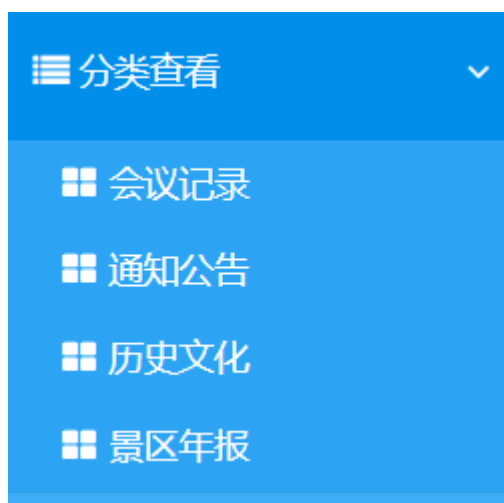 分类查看
会议记录
通知公告
历史文化
景区年报